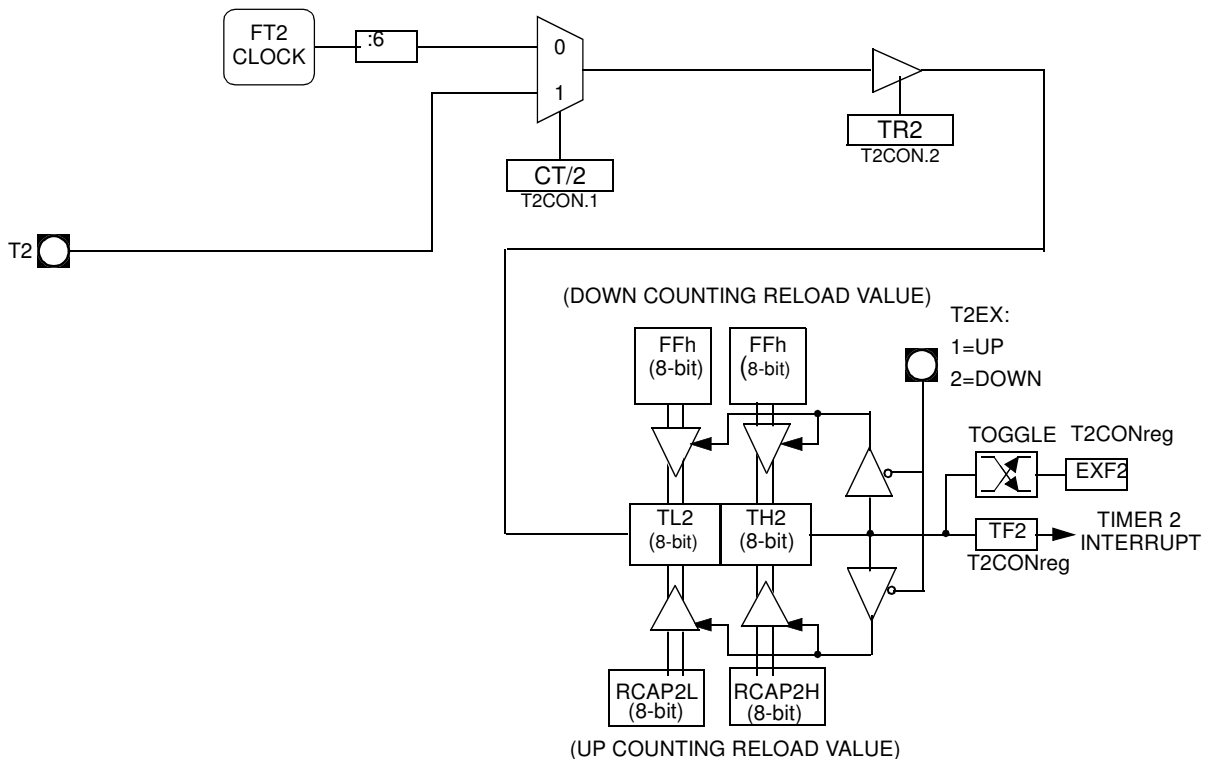 FT2
CLOCK
:6
0
1
TR2
T2CON.2
CT/2
T2CON.1
T2
(DOWN COUNTING RELOAD VALUE)
T2EX:
1=UP
2=DOWN
FFh
(8-bit)
FFh
(8-bit)
TOGGLE
T2CONreg
EXF2
TL2
(8-bit)
TH2
(8-bit)
TF2
T2CONreg
TIMER 2
INTERRUPT
RCAP2L
(8-bit)
RCAP2H
(8-bit)
(UP COUNTING RELOAD VALUE)